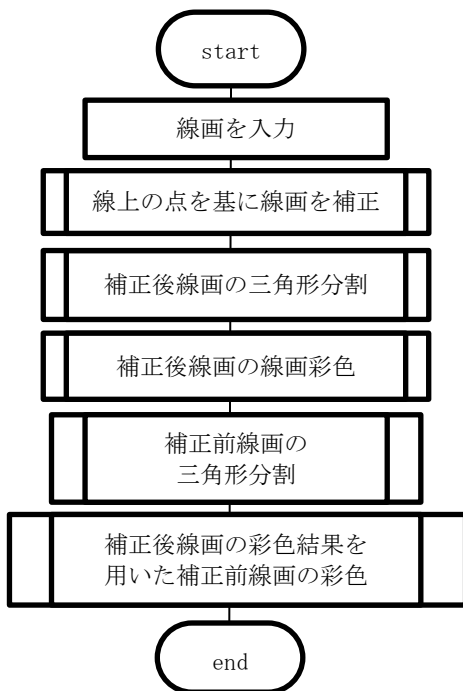 start
線画を入力
線上の点を基に線画を補正
補正後線画の三角形分割
補正後線画の線画彩色
補正前線画の
三角形分割
補正後線画の彩色結果を
用いた補正前線画の彩色
end